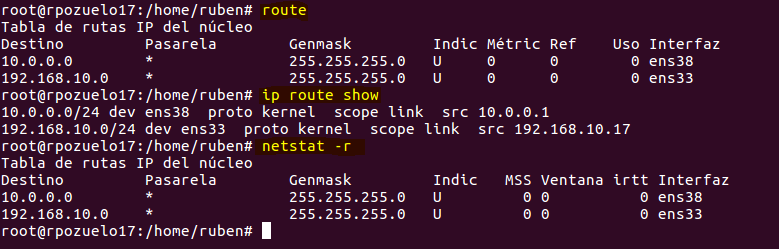 root@rpozuelo17:/home/ruben# route
Tabla de rutas IP del núcleo
Destino         Pasarela        Genmask         Indic Métric Ref    Uso Interfaz
10.0.0.0        *               255.255.255.0   U     0      0        0 ens38
192.168.10.0    *               255.255.255.0   U     0      0        0 ens33
root@rpozuelo17:/home/ruben# ip route show
10.0.0.0/24 dev ens38  proto kernel  scope link  src 10.0.0.1
192.168.10.0/24 dev ens33  proto kernel  scope link  src 192.168.10.17
root@rpozuelo17:/home/ruben# netstat -r
Tabla de rutas IP del núcleo
Destino         Pasarela        Genmask         Indic   MSS Ventana irtt Interfaz
10.0.0.0        *               255.255.255.0   U         0 0          0 ens38
192.168.10.0    *               255.255.255.0   U         0 0          0 ens33
root@rpozuelo17:/home/ruben#